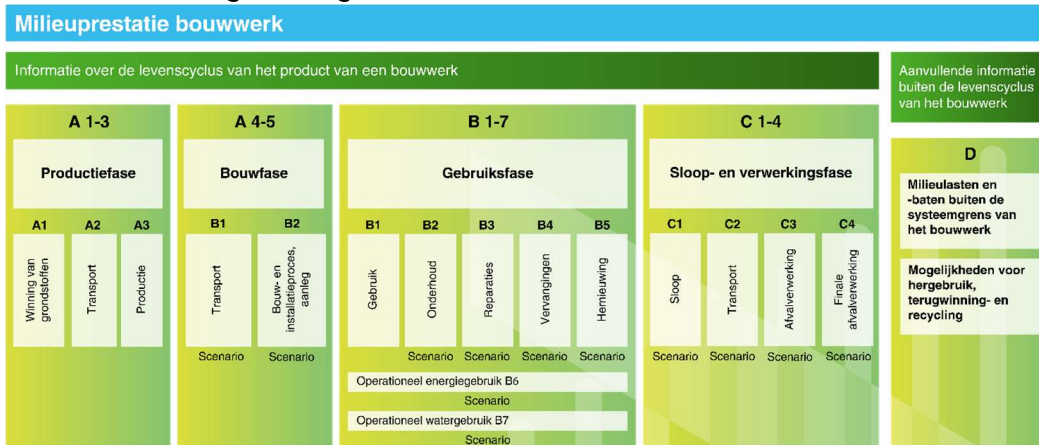 Milieuprestatie bouwwerk
Informatie over de levenscyclus van het product van een bouwwerk
Aanvullende informatie
buiten de levenscyclus
van het bouwwerk
A 1-3
Productiefase
A1
A2
A3
Winning van
grondstoffen
Transport
Productie
A 4-5
Bouwfase
B1
B2
Transport
Bouw- en
installatieproces,
aanleg
Scenario
Scenario
B 1-7
Gebruiksfase
B1
B2
B3
B4
B5
Gebruik
Onderhoud
Reparaties
Vervangingen
Hernieuwing
Scenario
Scenario
Scenario
Scenario
Operationeel energiegebruik B6
Scenario
Operationeel watergebruik B7
Scenario
C 1-4
Sloop- en verwerkingsfase
C1
C2
C3
C4
Sloop
Transport
Afvalverwerking
Finale
afvalverwerking
Scenario
Scenario
Scenario
Scenario
D
Milieulasten en
-baten buiten de
systeemgrens van
het bouwwerk
Mogelijkheden voor
hergebruik,
terugwinning- en
recycling